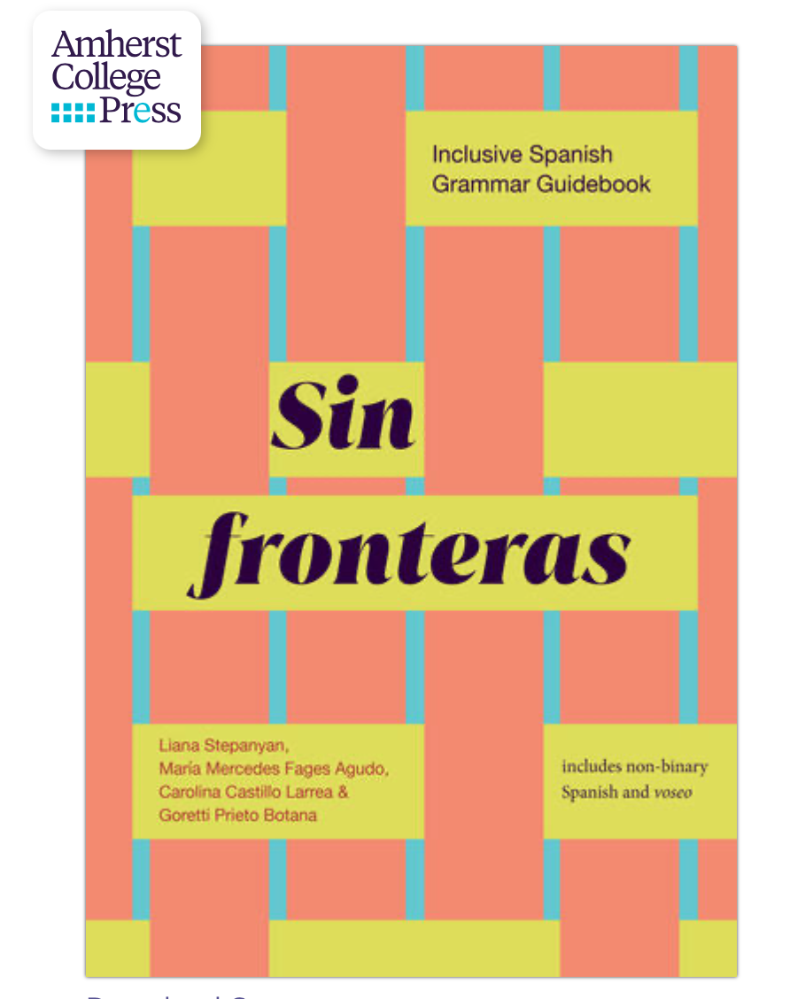 Amherst
College
Press
Inclusive Spanish
Grammar Guidebook
Sin
fronteras
Liana Stepanyan,
María Mercedes Fages Agudo,
Carolina Castillo Larrea &
Goretti Prieto Botana
includes non-binary
Spanish and voseo